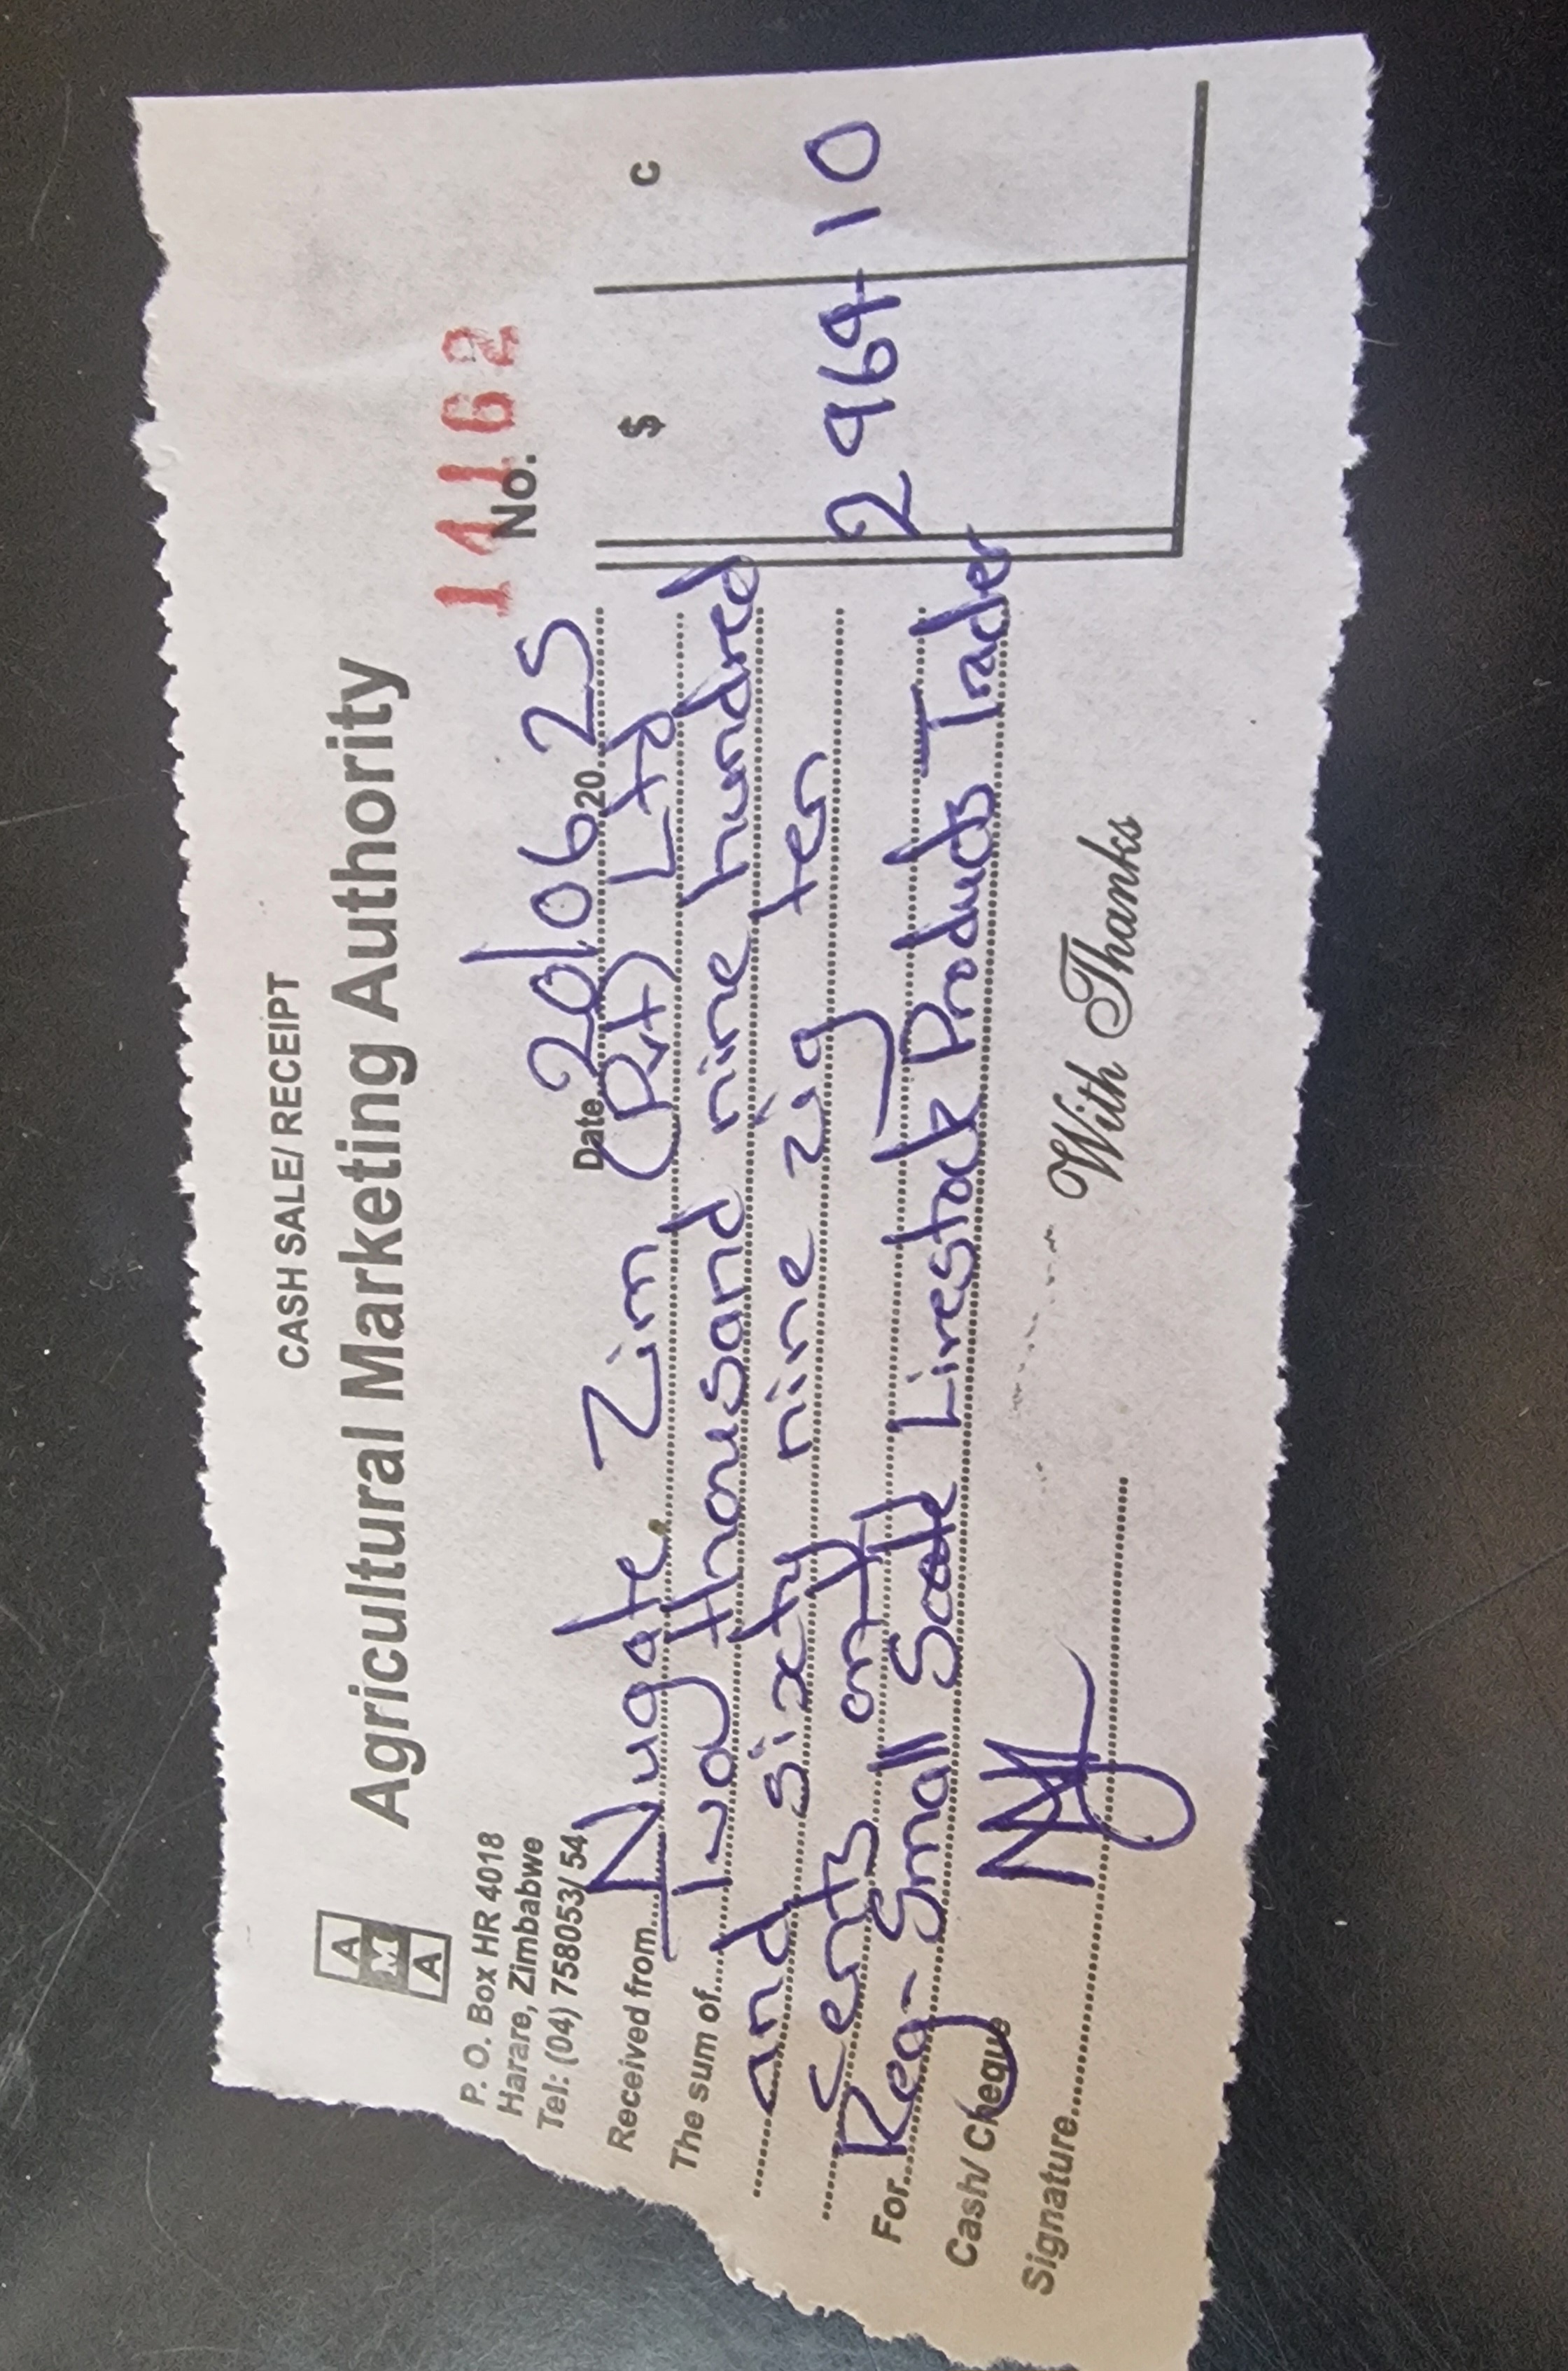 CASH SALE/ RECEIPT
AMA
Agricultural Marketing Authority
P. O. Box HR 4018
Harare, Zimbabwe
Tel: (04) 758053/ 54
14162
No.
Date 20/06 2025
Received from Nugate Zim (Pvt) Ltd
The sum of Two thousand nine hundred
and sixty nine zig ten
cents only
$ c
2969-10
For Reg - Small Scale Livestock Products Trader
Cash/ Cheque
Signature
With Thanks